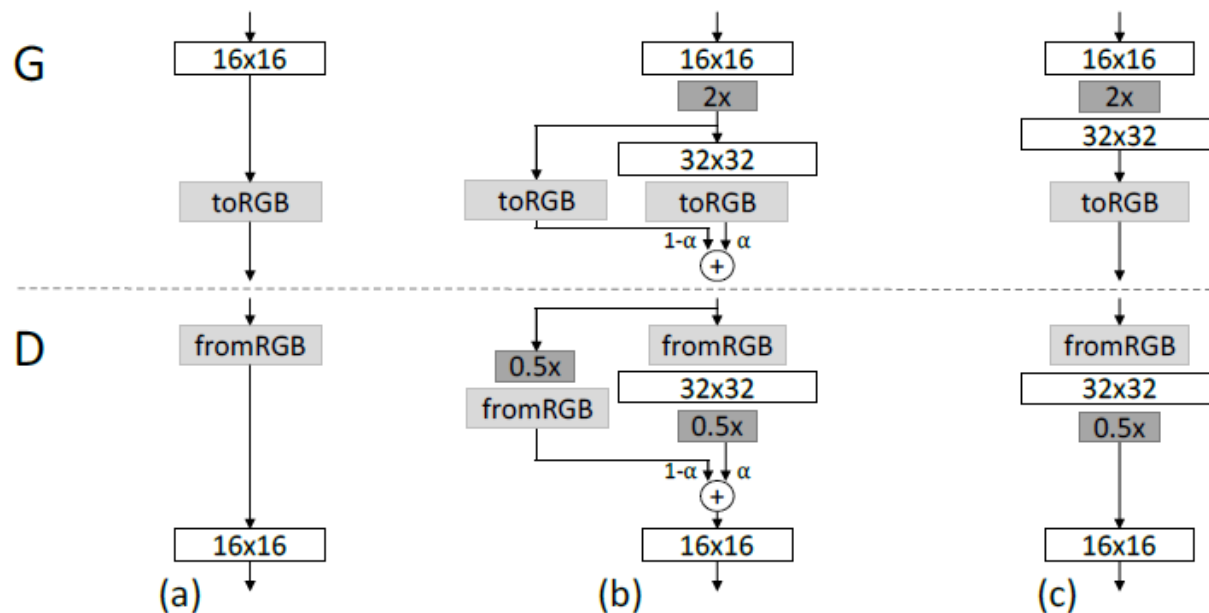 G
16x16
toRGB
16x16
2x
32x32
toRGB
toRGB
1-α
α
+
16x16
2x
32x32
toRGB
D
fromRGB
16x16
(a)
0.5x
fromRGB
fromRGB
32x32
0.5x
1-α
α
+
16x16
(b)
fromRGB
32x32
0.5x
16x16
(c)